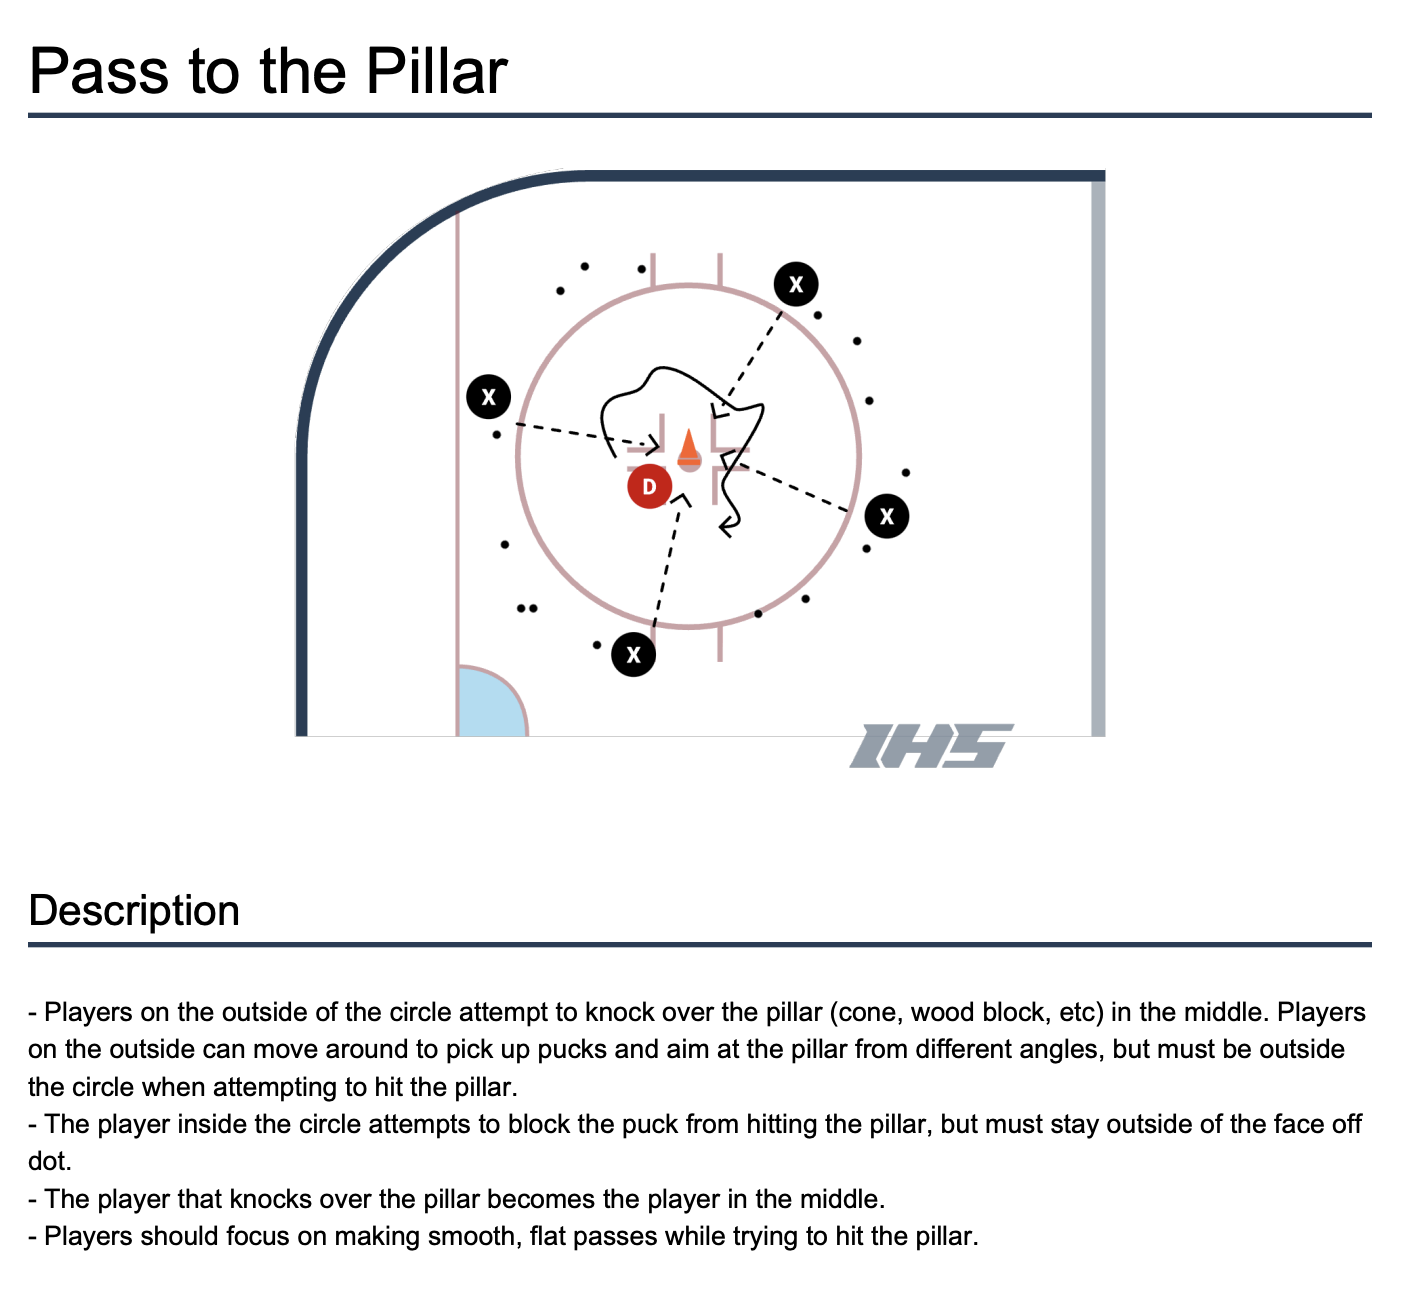 Pass to the Pillar
X
X
D
X
X
IHS
Description
- Players on the outside of the circle attempt to knock over the pillar (cone, wood block, etc) in the middle. Players
on the outside can move around to pick up pucks and aim at the pillar from different angles, but must be outside
the circle when attempting to hit the pillar.
- The player inside the circle attempts to block the puck from hitting the pillar, but must stay outside of the face off
dot.
- The player that knocks over the pillar becomes the player in the middle.
- Players should focus on making smooth, flat passes while trying to hit the pillar.